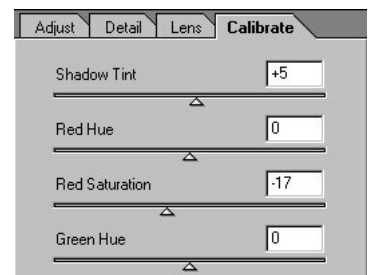 Adjust Detail Lens Calibrate
Shadow Tint +5
Red Hue 0
Red Saturation -17
Green Hue 0